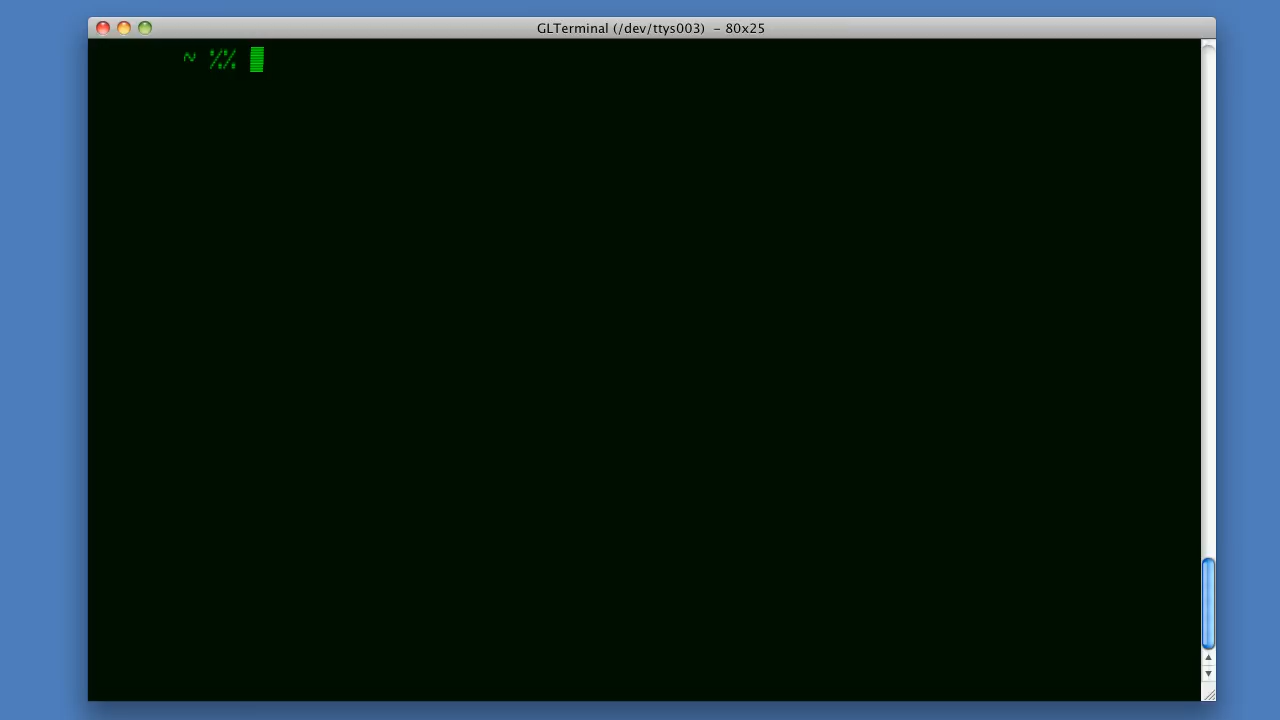 GLTerminal (/dev/ttys003) – 80x25
~ %%